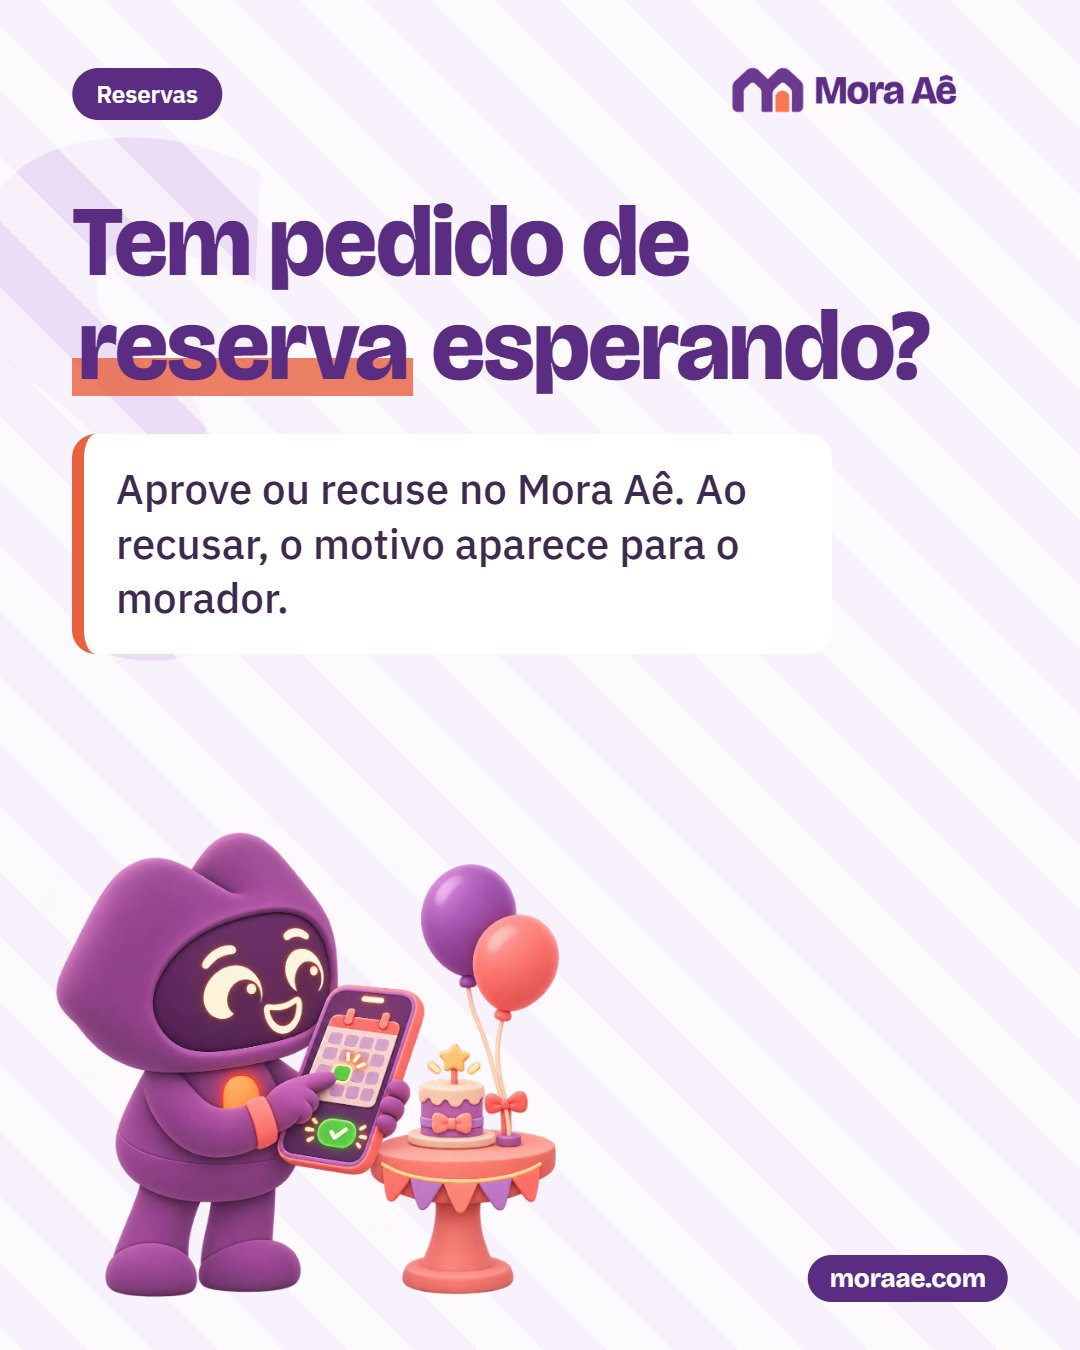 Reservas
Mora Aê
Tem pedido de
reserva esperando?
Aprove ou recuse no Mora Aê. Ao
recusar, o motivo aparece para o
morador.
moraae.com